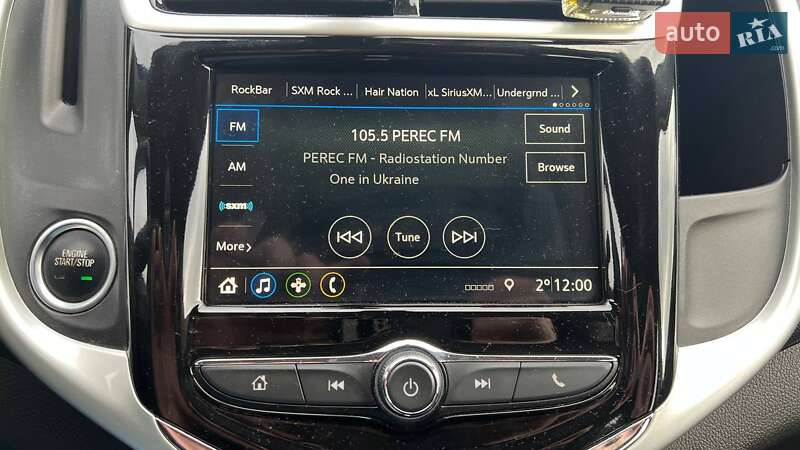 auto RIA
.com
RockBar SXM Rock ... Hair Nation xL SiriusXM... Undergrnd ...
FM
105.5 PEREC FM
Sound
PEREC FM - Radiostation Number
One in Ukraine
AM
Browse
((sxm))
Tune
More
ENGINE
START/STOP
2° 12:00